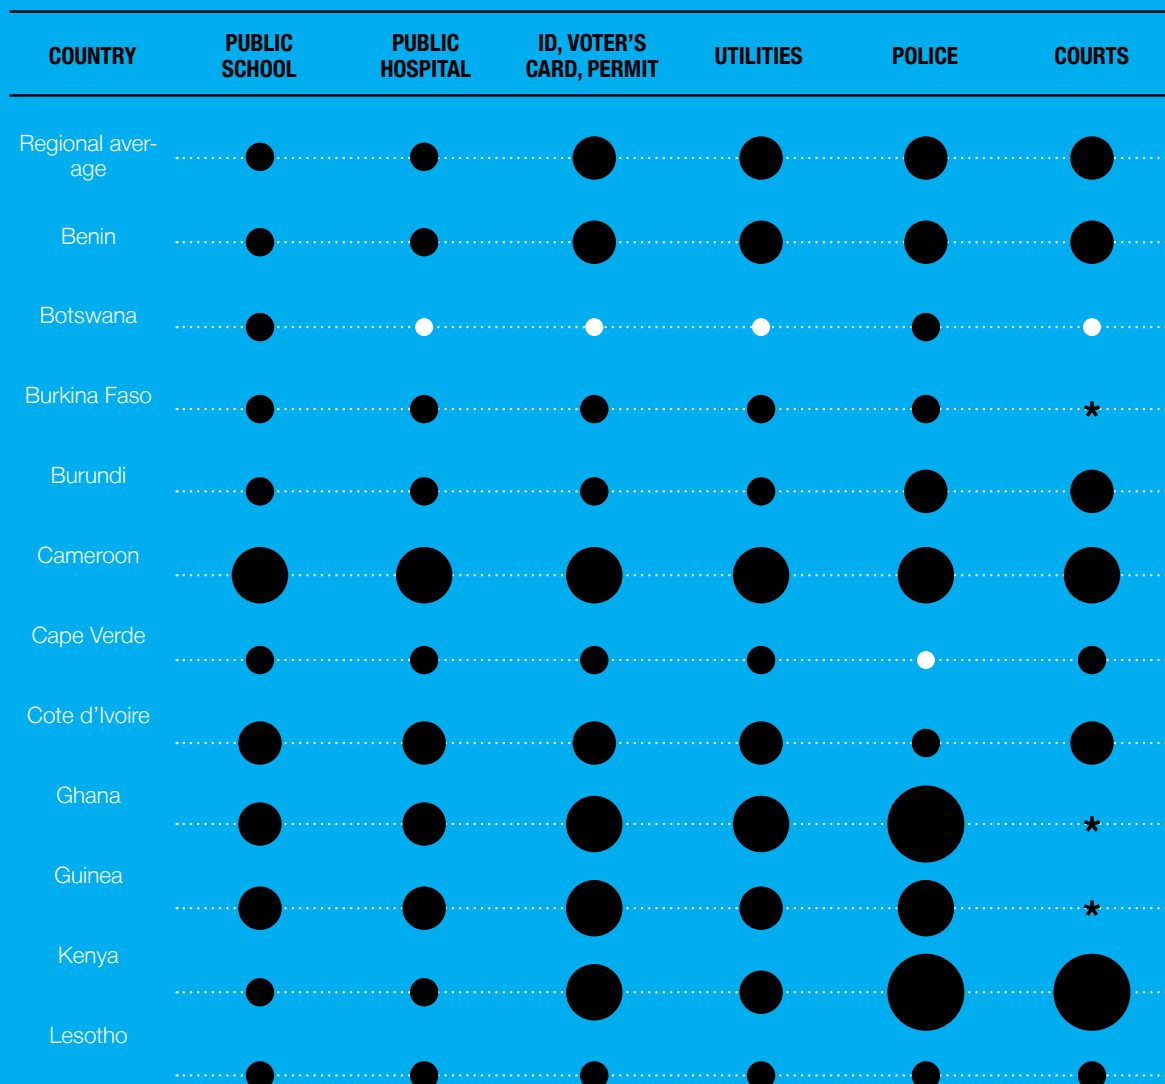 COUNTRY PUBLIC SCHOOL PUBLIC HOSPITAL ID, VOTER'S CARD, PERMIT UTILITIES POLICE COURTS
Regional aver-
age
Benin
Botswana
Burkina Faso *
Burundi
Cameroon
Cape Verde
Cote d'Ivoire
Ghana *
Guinea *
Kenya
Lesotho